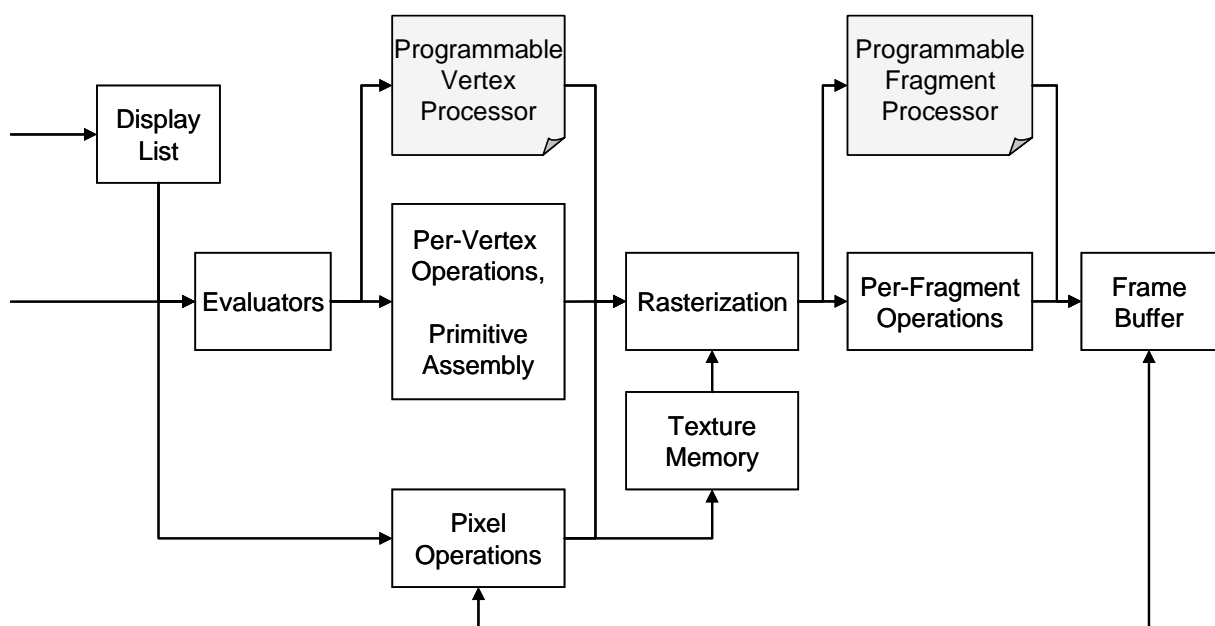 Programmable
Vertex
Processor
Programmable
Fragment
Processor
Display
List
Per-Vertex
Operations,
Primitive
Assembly
Evaluators
Rasterization
Per-Fragment
Operations
Frame
Buffer
Texture
Memory
Pixel
Operations